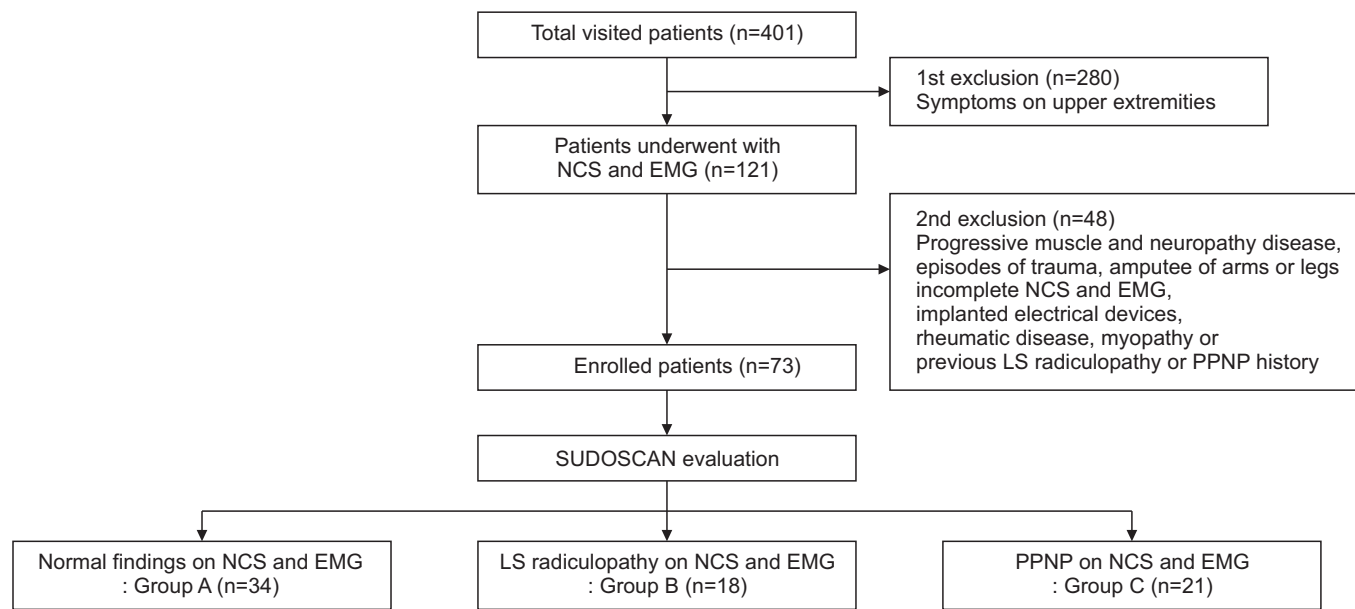 Total visited patients (n=401)
1st exclusion (n=280)
Symptoms on upper extremities
Patients underwent with
NCS and EMG (n=121)
2nd exclusion (n=48)
Progressive muscle and neuropathy disease,
episodes of trauma, amputee of arms or legs
incomplete NCS and EMG,
implanted electrical devices,
rheumatic disease, myopathy or
previous LS radiculopathy or PPNP history
Enrolled patients (n=73)
SUDOSCAN evaluation
Normal findings on NCS and EMG
: Group A (n=34)
LS radiculopathy on NCS and EMG
: Group B (n=18)
PPNP on NCS and EMG
: Group C (n=21)